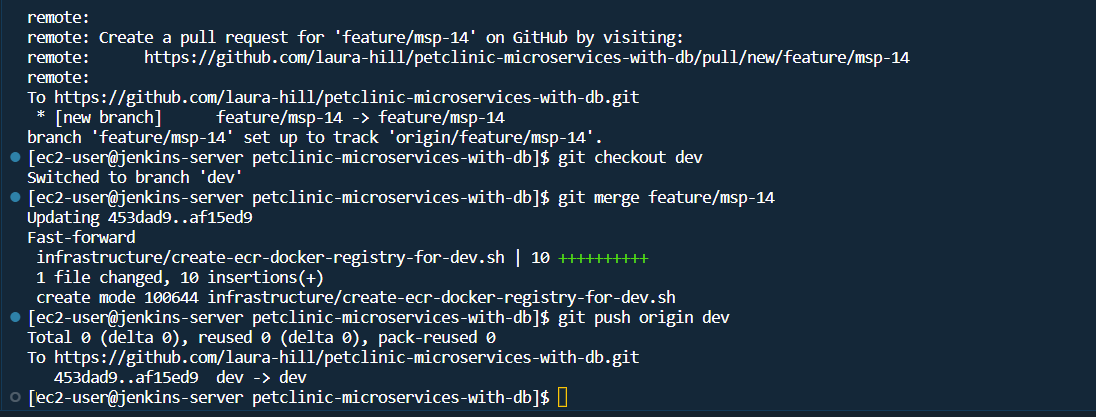 remote:
remote: Create a pull request for 'feature/msp-14' on GitHub by visiting:
remote:      https://github.com/laura-hill/petclinic-microservices-with-db/pull/new/feature/msp-14
remote:
To https://github.com/laura-hill/petclinic-microservices-with-db.git
 * [new branch]      feature/msp-14 -> feature/msp-14
branch 'feature/msp-14' set up to track 'origin/feature/msp-14'.
[ec2-user@jenkins-server petclinic-microservices-with-db]$ git checkout dev
Switched to branch 'dev'
[ec2-user@jenkins-server petclinic-microservices-with-db]$ git merge feature/msp-14
Updating 453dad9..af15ed9
Fast-forward
 infrastructure/create-ecr-docker-registry-for-dev.sh | 10 ++++++++++
 1 file changed, 10 insertions(+)
 create mode 100644 infrastructure/create-ecr-docker-registry-for-dev.sh
[ec2-user@jenkins-server petclinic-microservices-with-db]$ git push origin dev
Total 0 (delta 0), reused 0 (delta 0), pack-reused 0
To https://github.com/laura-hill/petclinic-microservices-with-db.git
   453dad9..af15ed9  dev -> dev
[ec2-user@jenkins-server petclinic-microservices-with-db]$